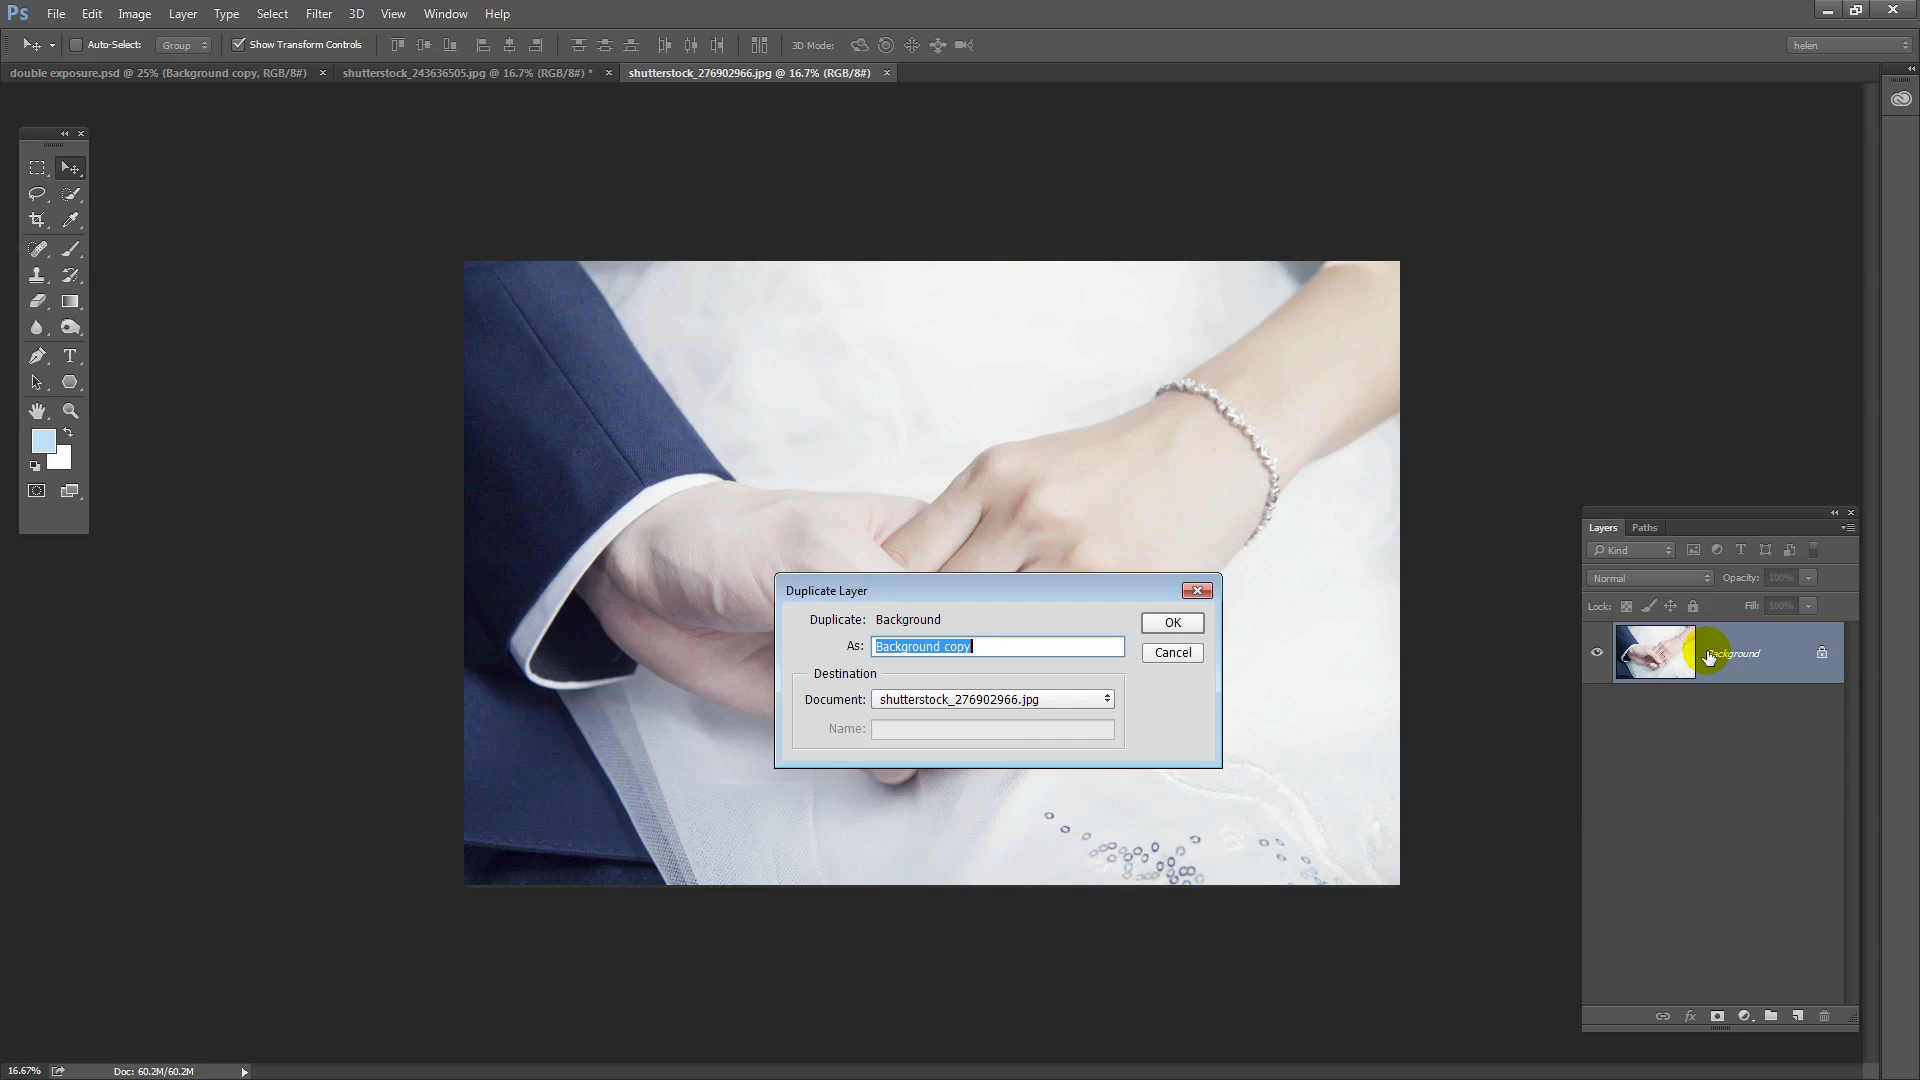 Ps File Edit Image Layer Type Select Filter 3D View Window Help
Auto-Select: Group Show Transform Controls 3D Mode: helen
double exposure.psd @ 25% (Background copy, RGB/8#) × shutterstock_243636505.jpg @ 16.7% (RGB/8#) * × shutterstock_276902966.jpg @ 16.7% (RGB/8#) ×
T
Layers Paths
Kind T
Normal Opacity: 100%
Lock: Fill: 100%
Background
fx
Duplicate Layer
Duplicate: Background
As: Background copy
OK
Cancel
Destination
Document: shutterstock_276902966.jpg
Name:
16.67% Doc: 60.2M/60.2M